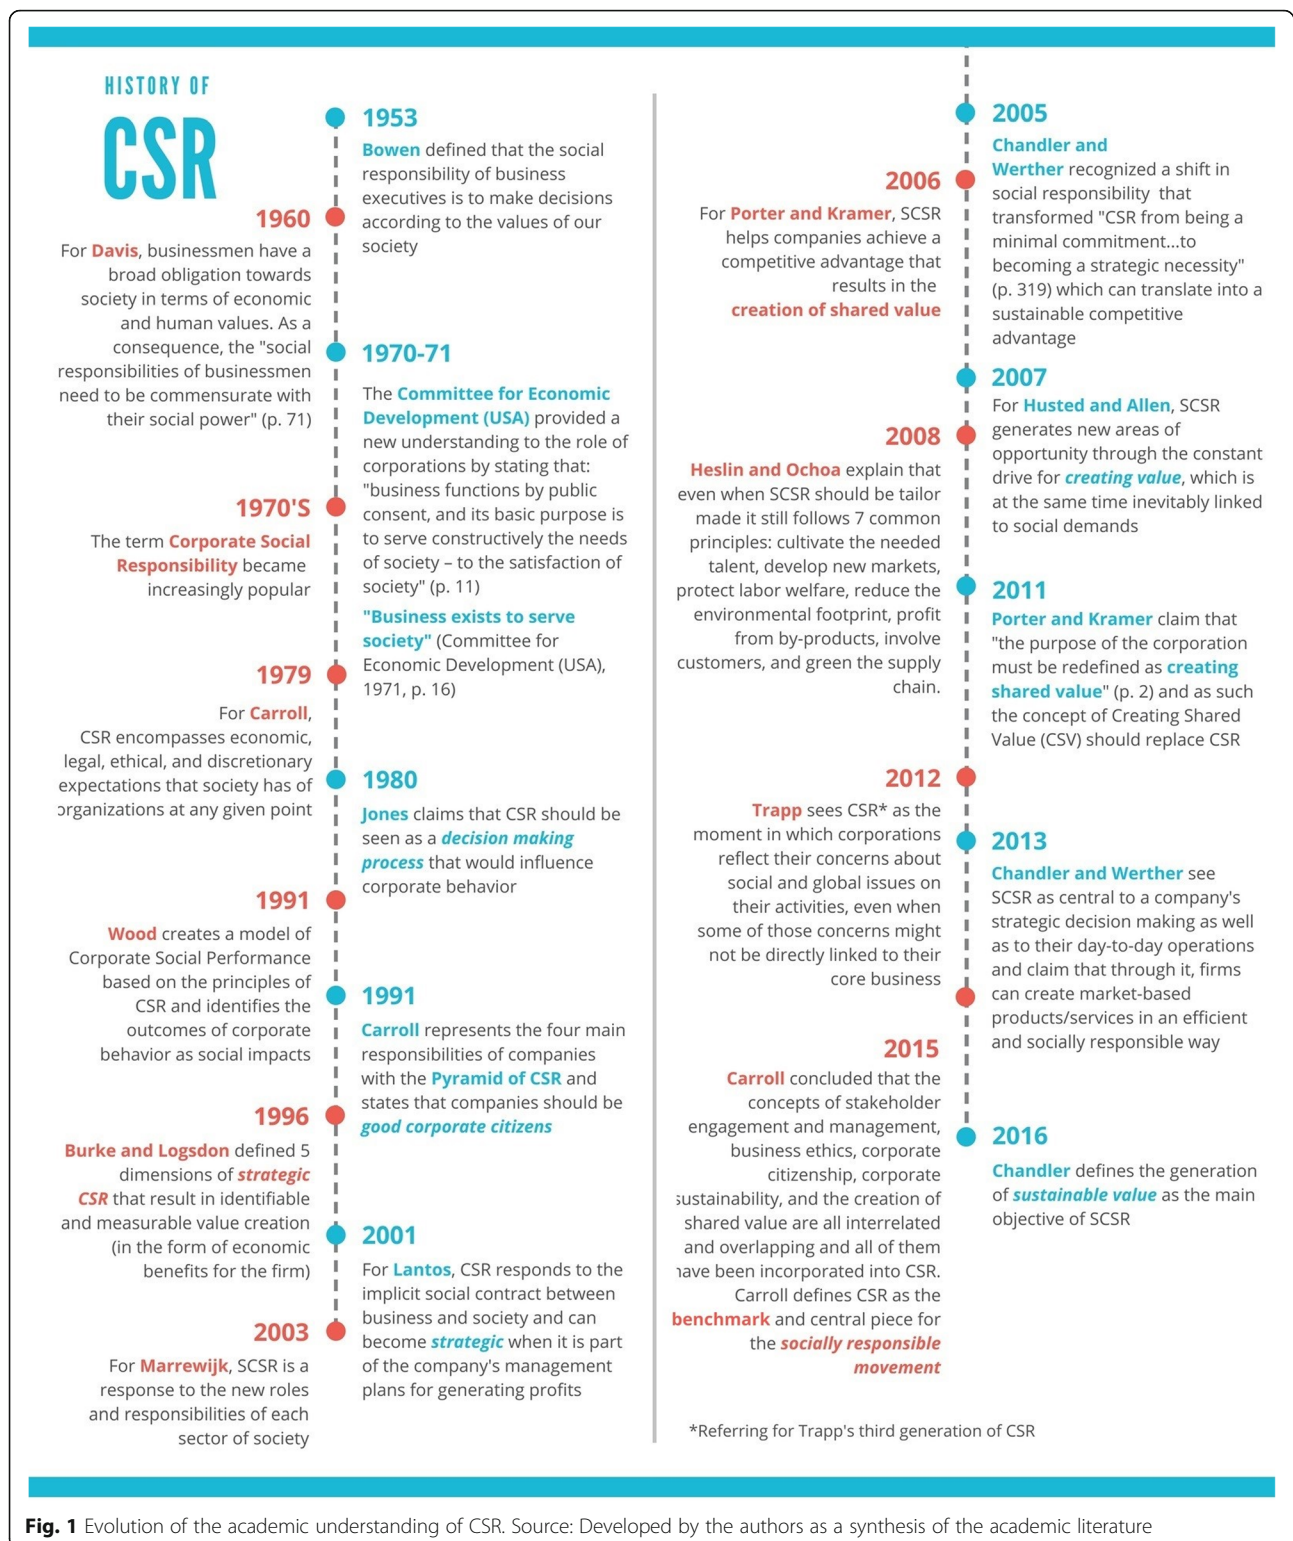 HISTORY OF
CSR
1953
Bowen defined that the social
responsibility of business
executives is to make decisions
according to the values of our
society
1960
For Davis, businessmen have a
broad obligation towards
society in terms of economic
and human values. As a
consequence, the "social
responsibilities of businessmen
need to be commensurate with
their social power" (p. 71)
1970-71
The Committee for Economic
Development (USA) provided a
new understanding to the role of
corporations by stating that:
"business functions by public
consent, and its basic purpose is
to serve constructively the needs
of society – to the satisfaction of
society" (p. 11)
"Business exists to serve
society" (Committee for
Economic Development (USA),
1971, p. 16)
1970'S
The term Corporate Social
Responsibility became
increasingly popular
1979
For Carroll,
CSR encompasses economic,
legal, ethical, and discretionary
expectations that society has of
organizations at any given point
1980
Jones claims that CSR should be
seen as a decision making
process that would influence
corporate behavior
1991
Wood creates a model of
Corporate Social Performance
based on the principles of
CSR and identifies the
outcomes of corporate
behavior as social impacts
1991
Carroll represents the four main
responsibilities of companies
with the Pyramid of CSR and
states that companies should be
good corporate citizens
1996
Burke and Logsdon defined 5
dimensions of strategic
CSR that result in identifiable
and measurable value creation
(in the form of economic
benefits for the firm)
2001
For Lantos, CSR responds to the
implicit social contract between
business and society and can
become strategic when it is part
of the company's management
plans for generating profits
2003
For Marrewijk, SCSR is a
response to the new roles
and responsibilities of each
sector of society
2005
Chandler and
Werther recognized a shift in
social responsibility that
transformed "CSR from being a
minimal commitment...to
becoming a strategic necessity"
(p. 319) which can translate into a
sustainable competitive
advantage
2006
For Porter and Kramer, SCSR
helps companies achieve a
competitive advantage that
results in the
creation of shared value
2007
For Husted and Allen, SCSR
generates new areas of
opportunity through the constant
drive for creating value, which is
at the same time inevitably linked
to social demands
2008
Heslin and Ochoa explain that
even when SCSR should be tailor
made it still follows 7 common
principles: cultivate the needed
talent, develop new markets,
protect labor welfare, reduce the
environmental footprint, profit
from by-products, involve
customers, and green the supply
chain.
2011
Porter and Kramer claim that
"the purpose of the corporation
must be redefined as creating
shared value" (p. 2) and as such
the concept of Creating Shared
Value (CSV) should replace CSR
2012
Trapp sees CSR* as the
moment in which corporations
reflect their concerns about
social and global issues on
their activities, even when
some of those concerns might
not be directly linked to their
core business
2013
Chandler and Werther see
SCSR as central to a company's
strategic decision making as well
as to their day-to-day operations
and claim that through it, firms
can create market-based
products/services in an efficient
and socially responsible way
2015
Carroll concluded that the
concepts of stakeholder
engagement and management,
business ethics, corporate
citizenship, corporate
sustainability, and the creation of
shared value are all interrelated
and overlapping and all of them
have been incorporated into CSR.
Carroll defines CSR as the
benchmark and central piece for
the socially responsible
movement
2016
Chandler defines the generation
of sustainable value as the main
objective of SCSR
*Referring for Trapp's third generation of CSR
Fig. 1 Evolution of the academic understanding of CSR. Source: Developed by the authors as a synthesis of the academic literature